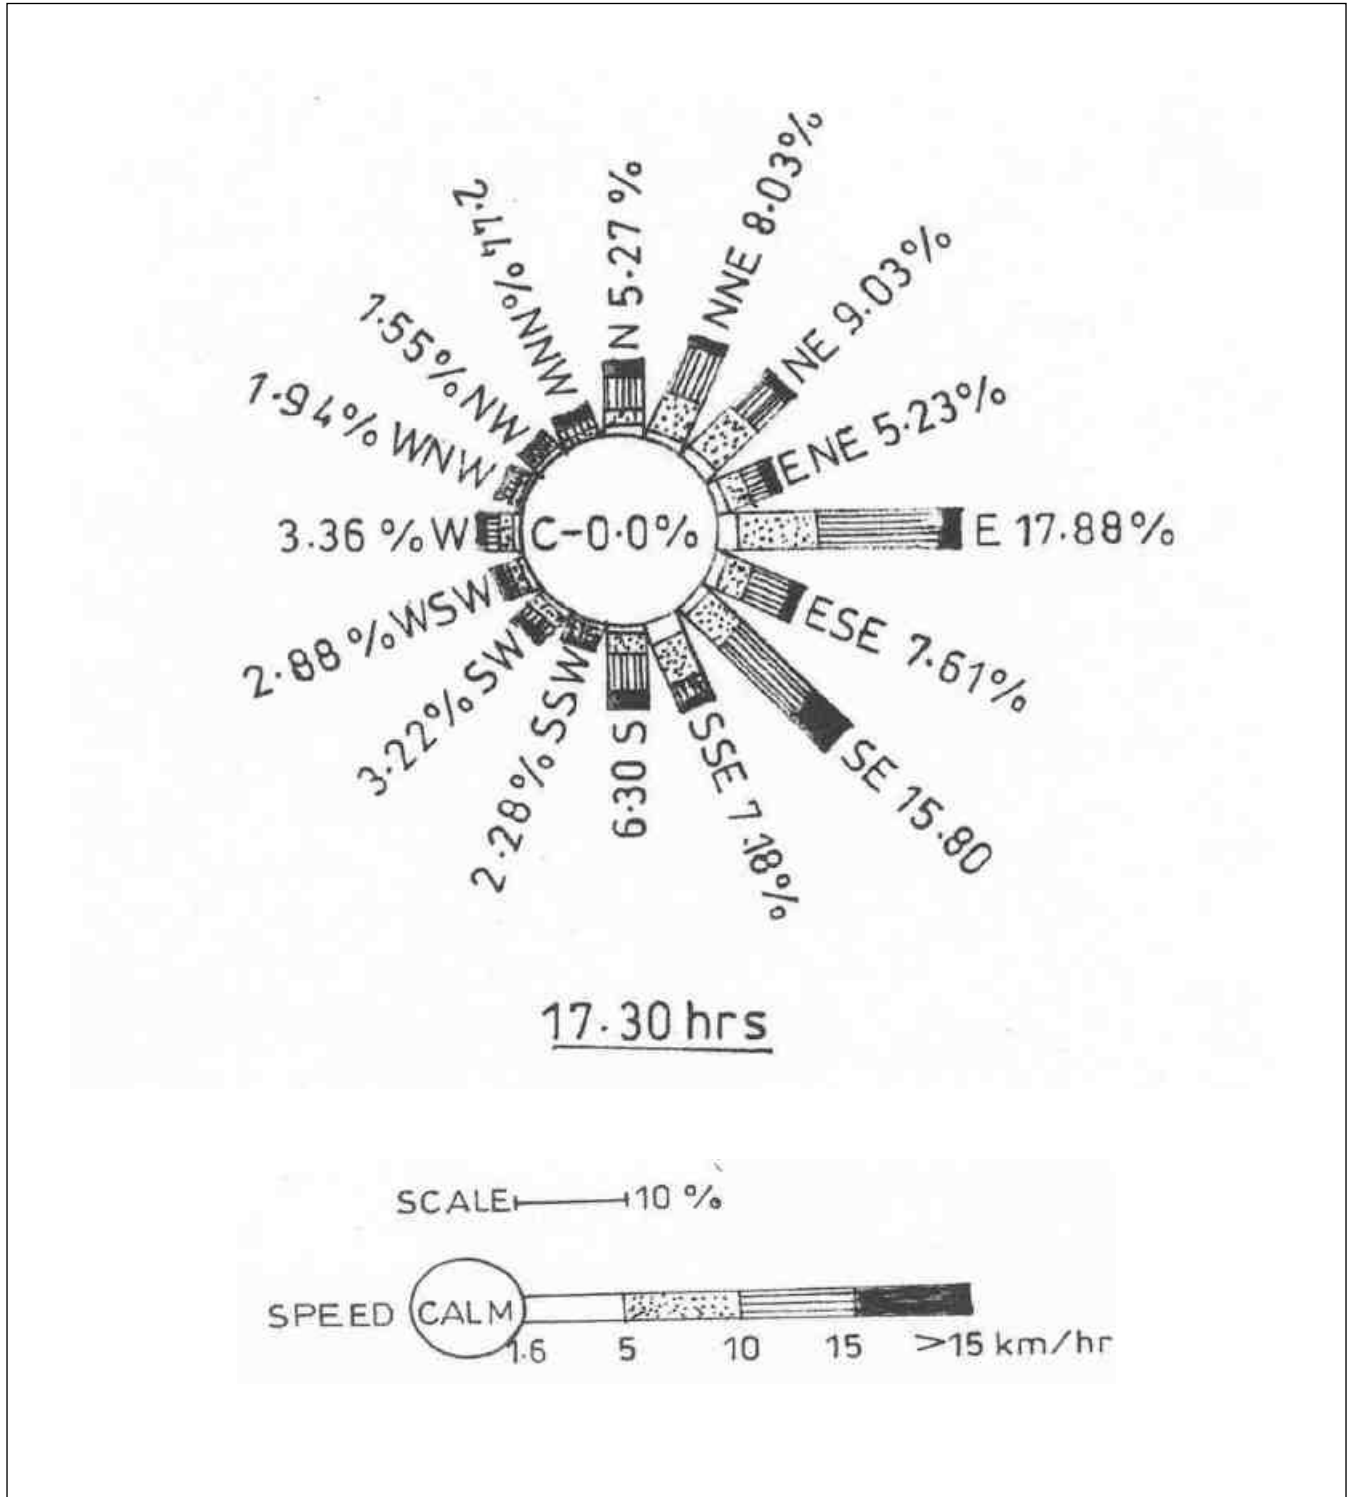 N 5.27 %
NNE 8.03%
NE 9.03%
ENE 5.23%
E 17.88%
ESE 7.61%
SE 15.80
SSE 7.18%
6.30 S
2.28 % SSW
3.22% SW
2.88 % WSW
3.36 % W
1.94% WNW
1.55% NW
2.44 % NNW
C-0.0%
17.30 hrs
SCALE 10 %
SPEED CALM
1.6 5 10 15 >15 km/hr